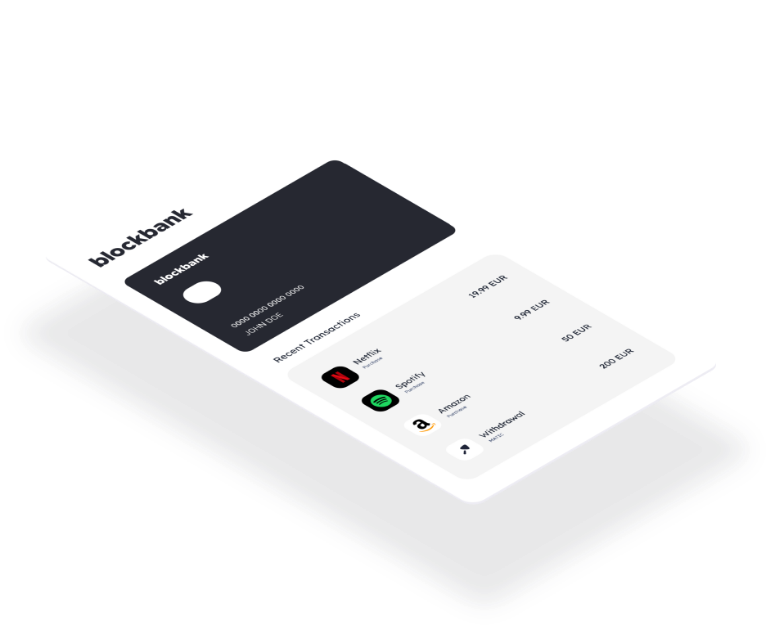 blockbank
blockbank
0000 0000 0000 0000
JOHN DOE
Recent Transactions
Netflix 19.99 EUR
Purchase
Spotify 9.99 EUR
Purchase
Amazon 50 EUR
Purchase
Withdrawal 200 EUR